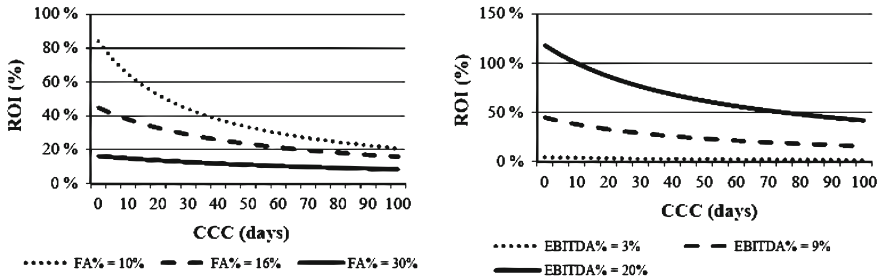 100 %
80 %
60 %
40 %
20 %
0 %
ROI (%)
0 10 20 30 40 50 60 70 80 90 100
CCC (days)
FA% = 10% FA% = 16% FA% = 30%
150 %
100%
50%
0 %
ROI (%)
0 10 20 30 40 50 60 70 80 90 100
CCC (days)
EBITDA% = 3% EBITDA% = 9%
EBITDA% = 20%